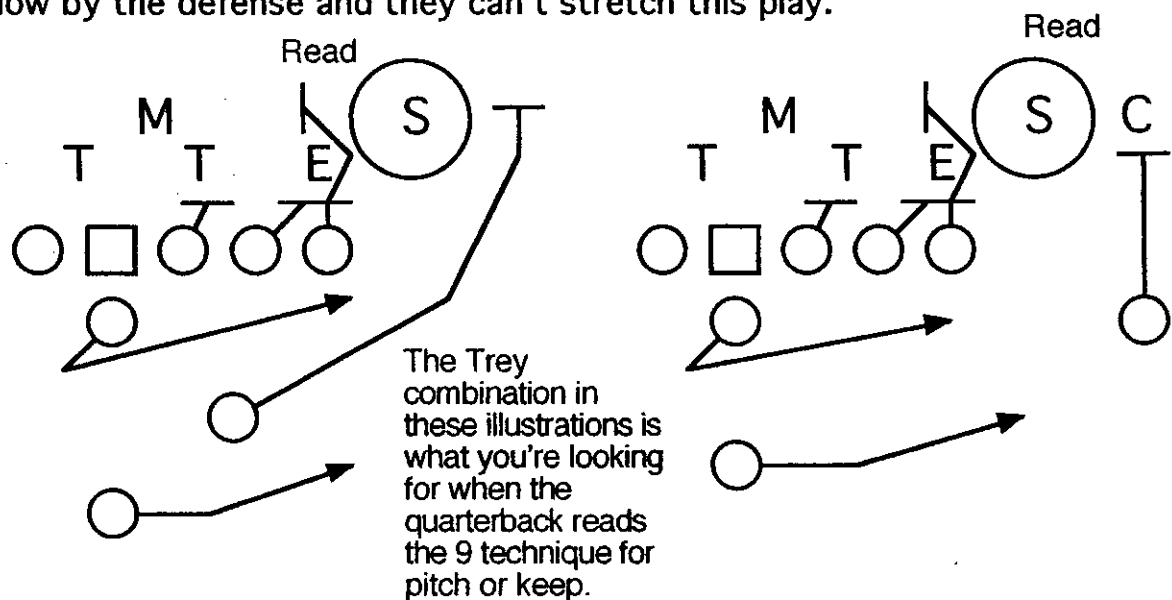 low by the defense and they can't stretch this play.
Read
Read
M S
T T E
M S C
T T E
The Trey
combination in
these illustrations is
what you're looking
for when the
quarterback reads
the 9 technique for
pitch or keep.